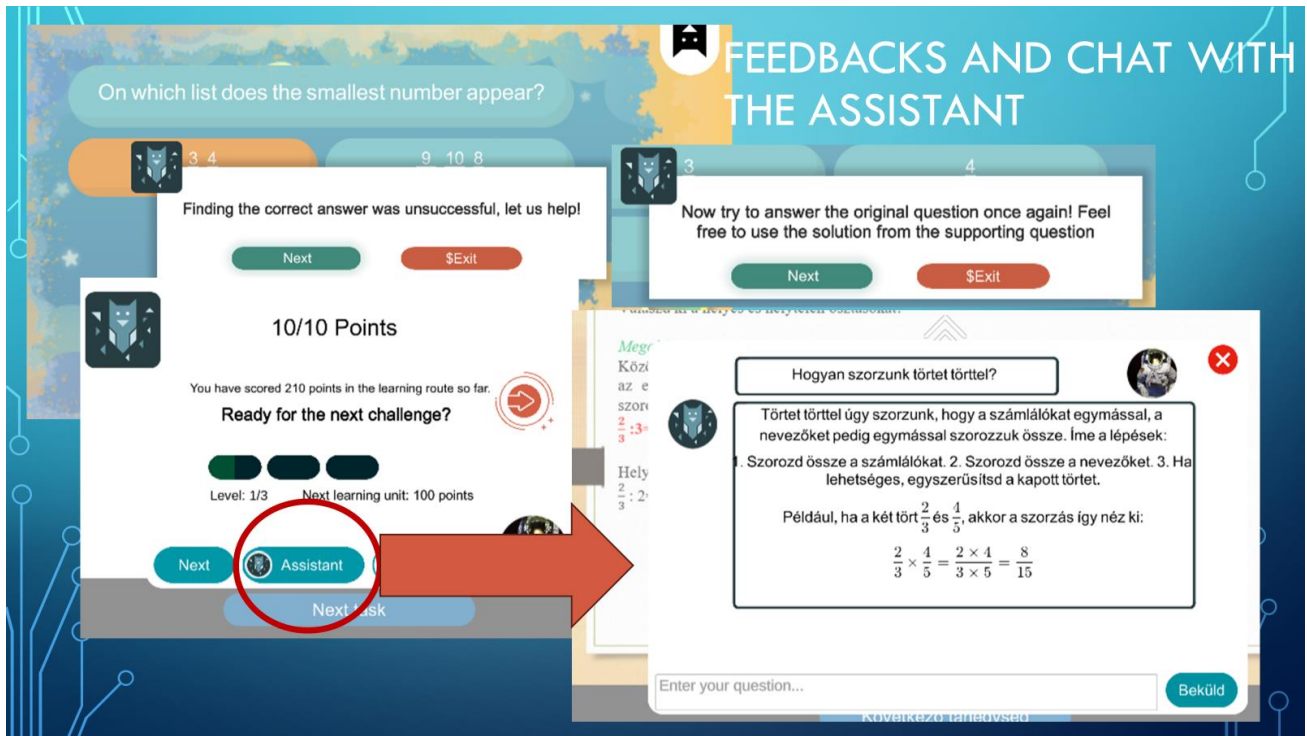 FEEDBACKS AND CHAT WITH
THE ASSISTANT
On which list does the smallest number appear?
3 4
9 10 8
Finding the correct answer was unsuccessful, let us help!
Next
$Exit
3
4
Now try to answer the original question once again! Feel
free to use the solution from the supporting question
Next
$Exit
10/10 Points
You have scored 210 points in the learning route so far.
Ready for the next challenge?
Level: 1/3
Next learning unit: 100 points
Next
Assistant
Next task
Hogyan szorzunk törtet törttel?
Törtet törttel úgy szorzunk, hogy a számlálókat egymással, a
nevezőket pedig egymással szorozzuk össze. Íme a lépések:
1. Szorozd össze a számlálókat. 2. Szorozd össze a nevezőket. 3. Ha
lehetséges, egyszerűsítsd a kapott törtet.
Például, ha a két tört 2/3 és 4/5, akkor a szorzás így néz ki:
2/3 × 4/5 = (2 × 4)/(3 × 5) = 8/15
Enter your question...
Beküld
az e
2/3 :3=
2/3 : 2